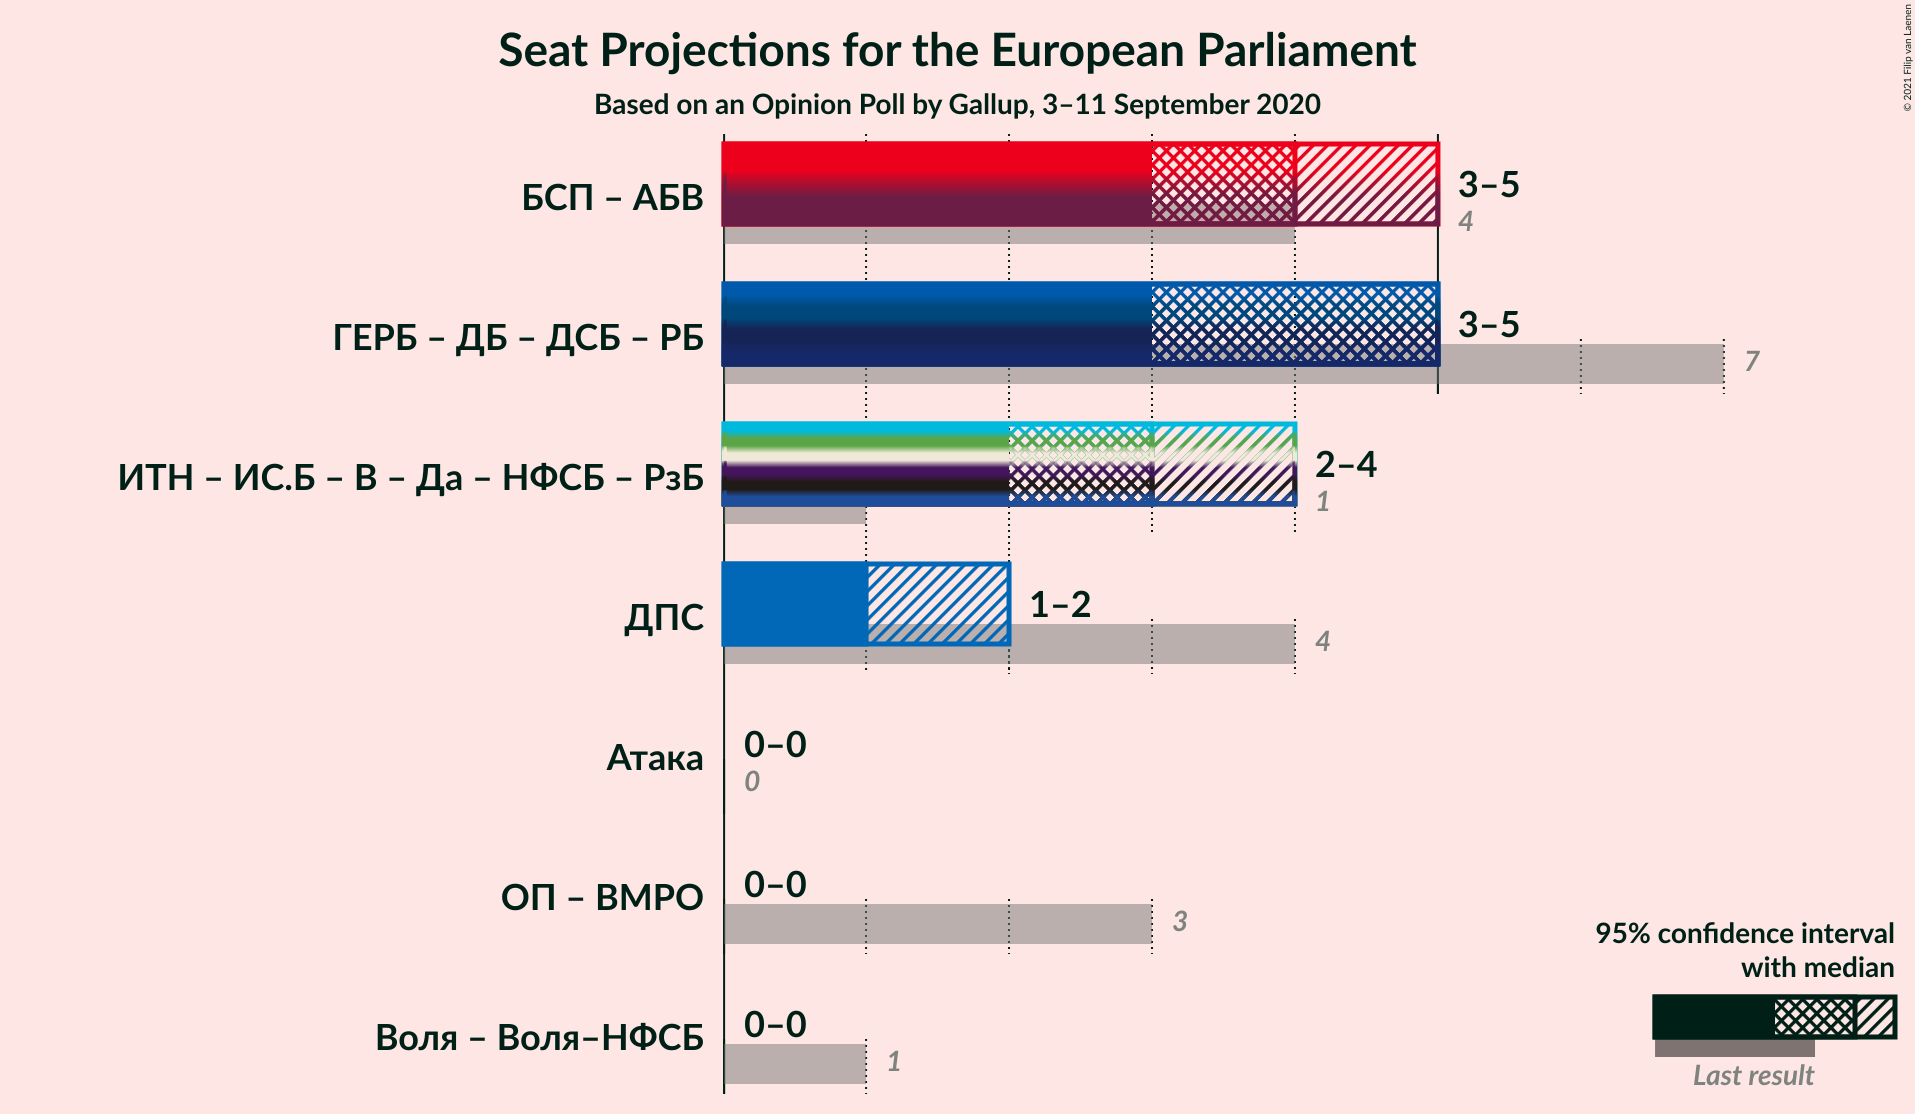 Seat Projections for the European Parliament
Based on an Opinion Poll by Gallup, 3–11 September 2020
© 2021 Filip van Laenen
БСП – АБВ
3–5
4
ГЕРБ – ДБ – ДСБ – РБ
3–5
7
ИТН – ИС.Б – В – Да – НФСБ – РзБ
2–4
1
ДПС
1–2
4
Атака
0–0
0
ОП – ВМРО
0–0
3
Воля – Воля–НФСБ
0–0
1
95% confidence interval
with median
Last result